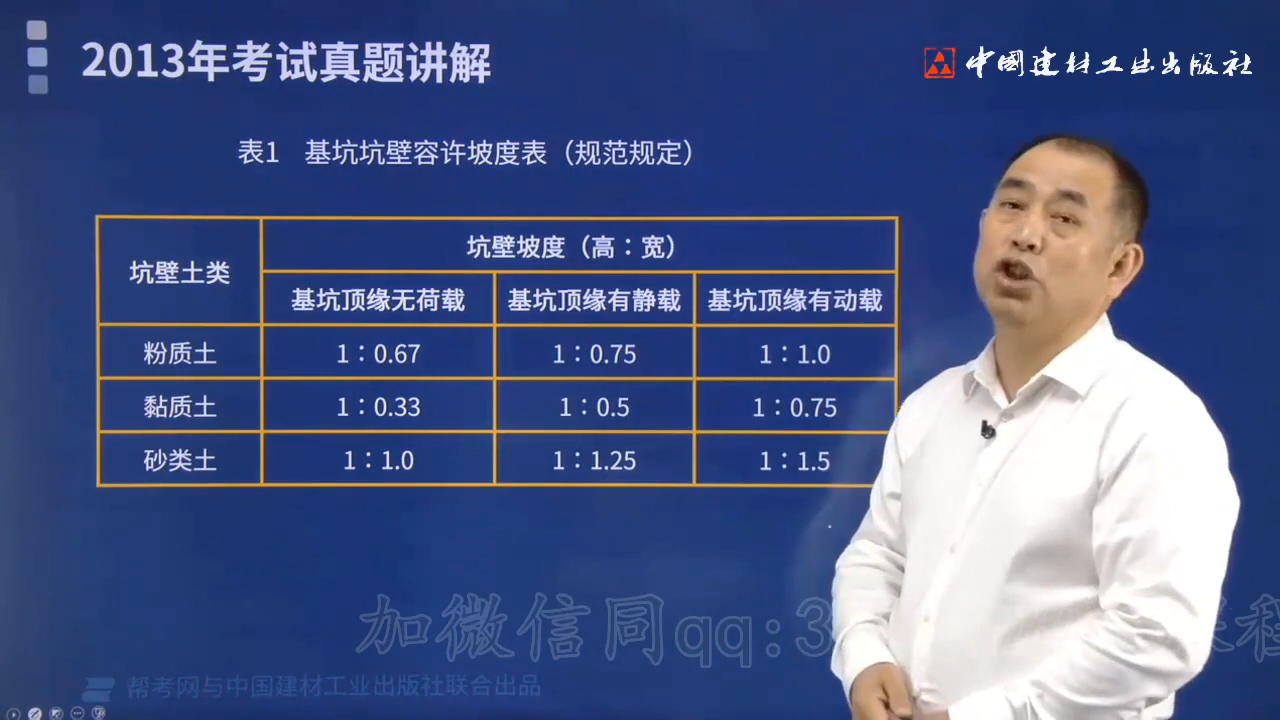 2013年考试真题讲解
中国建材工业出版社
表1 基坑坑壁容许坡度表（规范规定）
坑壁土类
坑壁坡度（高：宽）
基坑顶缘无荷载 基坑顶缘有静载 基坑顶缘有动载
粉质土 1：0.67 1：0.75 1：1.0
黏质土 1：0.33 1：0.5 1：0.75
砂类土 1：1.0 1：1.25 1：1.5
加微信同qq:3
帮考网与中国建材工业出版社联合出品